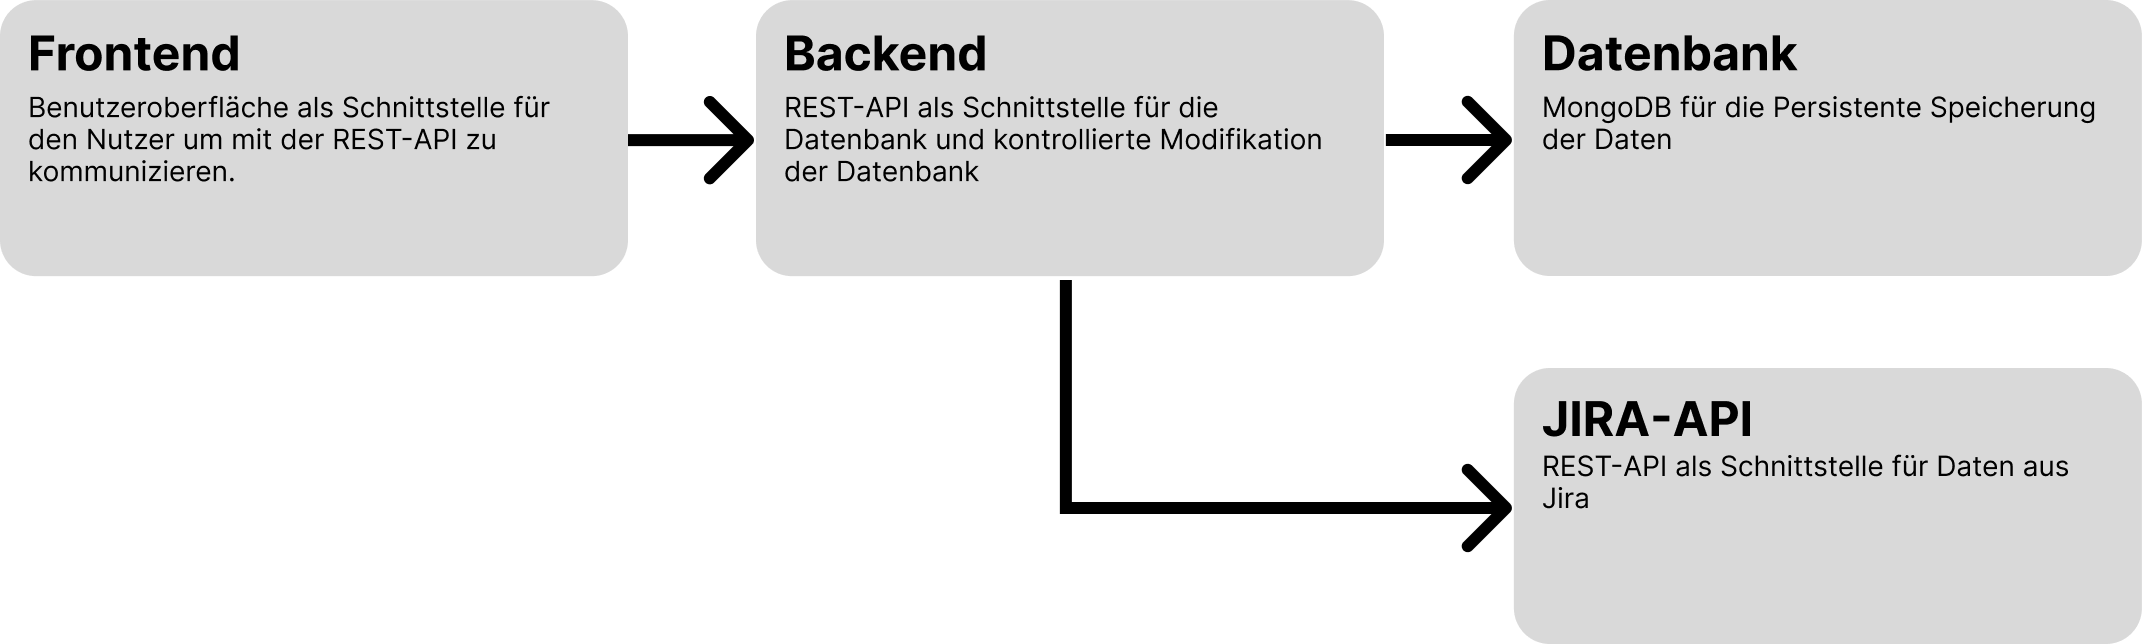 Frontend
Benutzeroberfläche als Schnittstelle für
den Nutzer um mit der REST-API zu
kommunizieren.
Backend
REST-API als Schnittstelle für die
Datenbank und kontrollierte Modifikation
der Datenbank
Datenbank
MongoDB für die Persistente Speicherung
der Daten
JIRA-API
REST-API als Schnittstelle für Daten aus
Jira